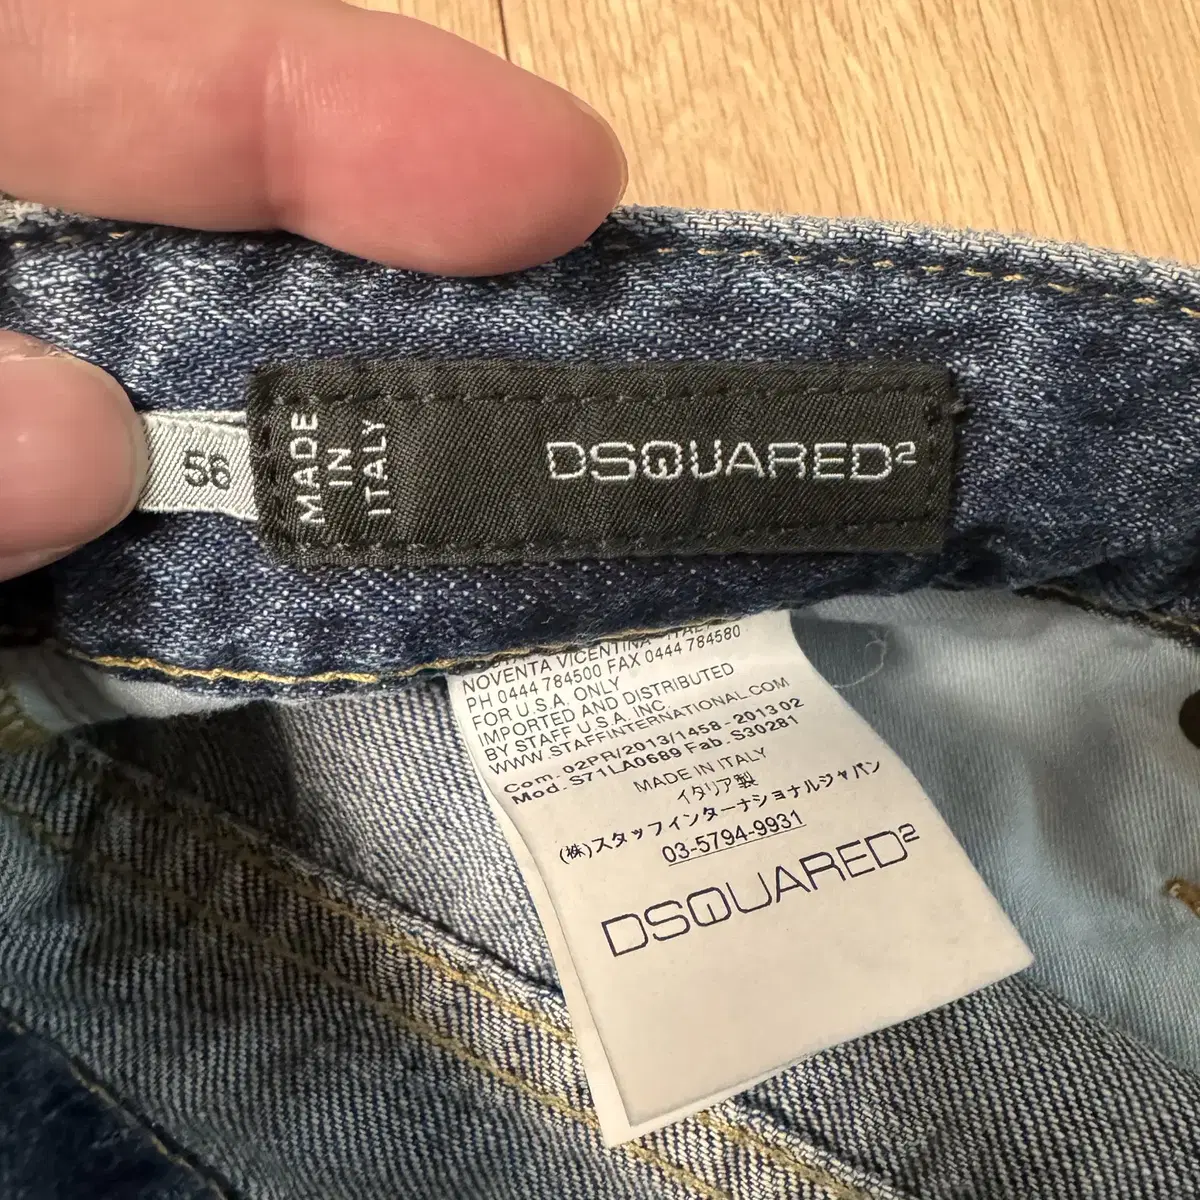 56
MADE
IN
ITALY
DSQUARED2
NOVENTA VICENTINA ITALY
PH 0444 784500 FAX 0444 784580
FOR U.S.A. ONLY
IMPORTED AND DISTRIBUTED
BY STAFF U.S.A. INC.
WWW.STAFFINTERNATIONAL.COM
Com. 02PR/2013/1458 - 2013 02
Mod. S71LA0689 Fab. S30281
MADE IN ITALY
イタリア製
(株)スタッフインターナショナルジャパン
03-5794-9931
DSQUARED2